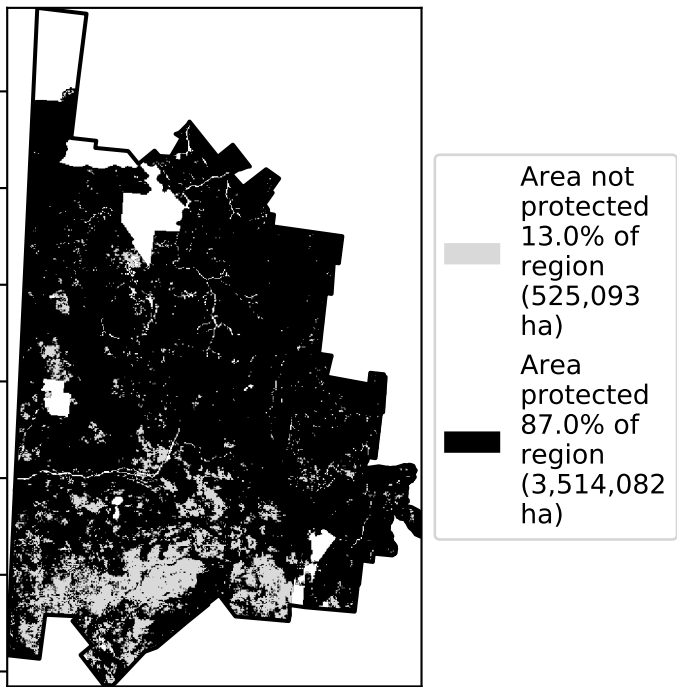 Area not
protected
13.0% of
region
(525,093
ha)
Area
protected
87.0% of
region
(3,514,082
ha)